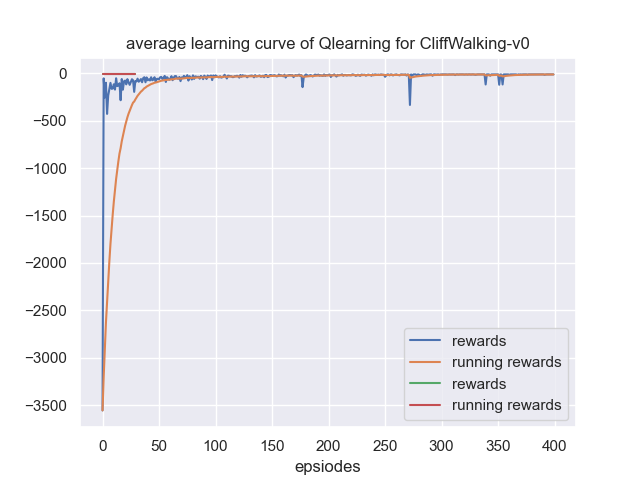 average learning curve of Qlearning for CliffWalking-v0
0
−500
−1000
−1500
−2000
−2500
−3000
−3500
rewards
running rewards
rewards
running rewards
0 50 100 150 200 250 300 350 400
epsiodes